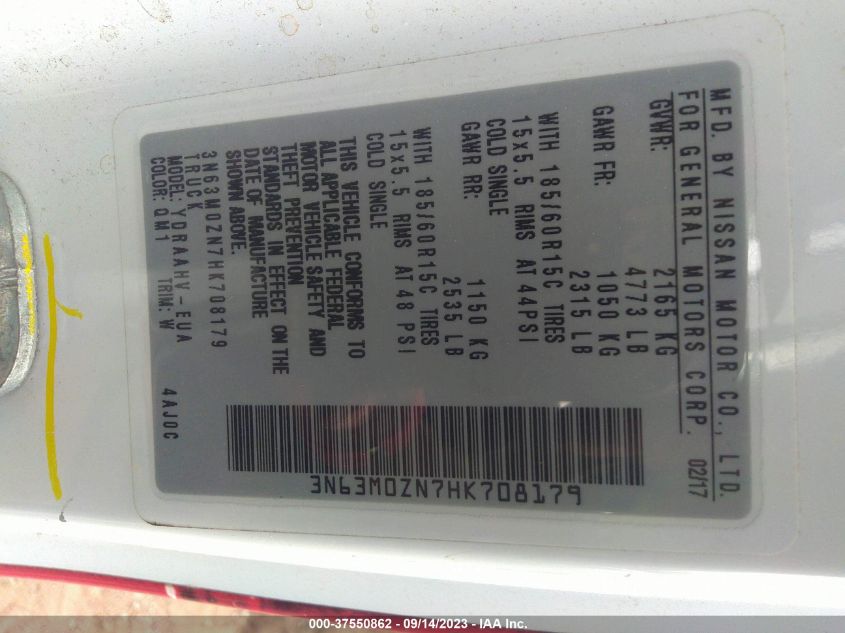 MFD. BY NISSAN MOTOR CO., LTD.
FOR GENERAL MOTORS CORP. 02/17
GVWR: 2165 KG
4773 LB
GAWR FR: 1050 KG
2315 LB
WITH 185/60R15C TIRES
15x5.5 RIMS AT 44PSI
COLD SINGLE
GAWR RR: 1150 KG
2535 LB
WITH 185/60R15C TIRES
15x5.5 RIMS AT 48 PSI
COLD SINGLE
THIS VEHICLE CONFORMS TO
ALL APPLICABLE FEDERAL
MOTOR VEHICLE SAFETY AND
THEFT PREVENTION
STANDARDS IN EFFECT ON THE
DATE OF MANUFACTURE
SHOWN ABOVE.
3N63M0ZN7HK708179
TRUCK
MODEL: YDRAAHV-EUA
COLOR: QM1 TRIM: W 4AJ0C
3N63M0ZN7HK708179
000-37550862 - 09/14/2023 - IAA Inc.